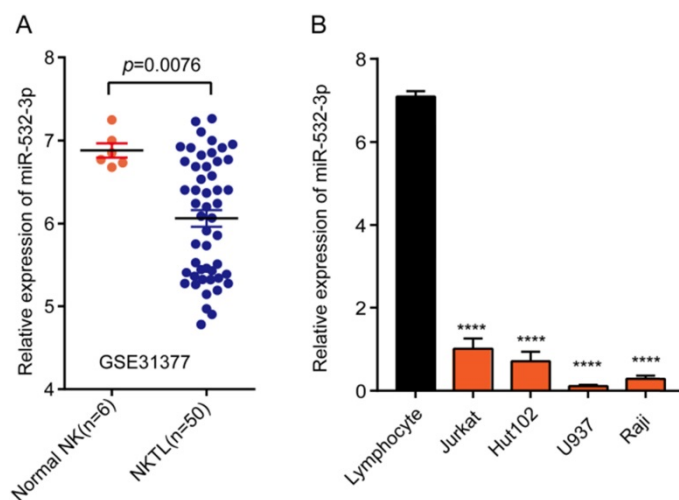 A
Relative expression of miR-532-3p
8
7
6
5
4
p=0.0076
GSE31377
Normal NK(n=6)
NKTL(n=50)
B
Relative expression of miR-532-3p
8
6
4
2
0
****
****
****
****
Lymphocyte
Jurkat
Hut102
U937
Raji